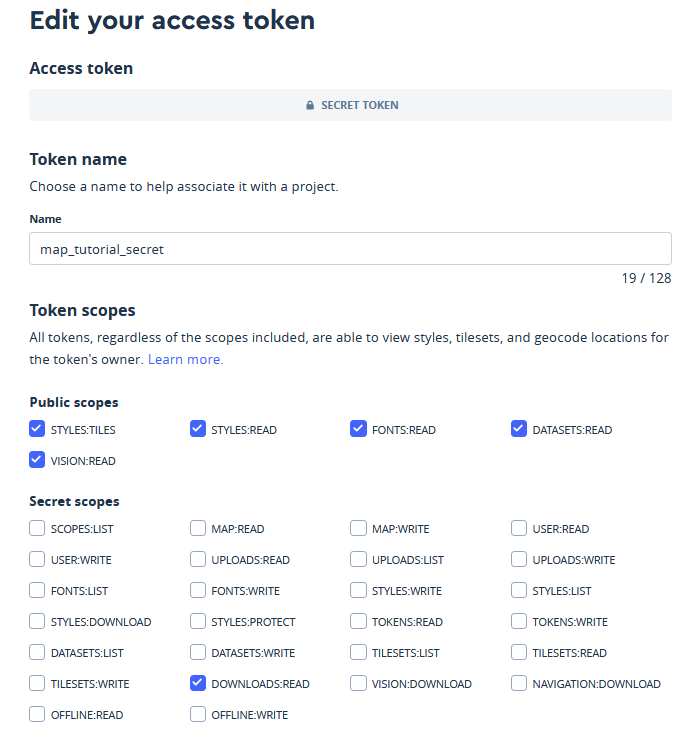 Edit your access token
Access token
SECRET TOKEN
Token name
Choose a name to help associate it with a project.
Name
map_tutorial_secret
19 / 128
Token scopes
All tokens, regardless of the scopes included, are able to view styles, tilesets, and geocode locations for
the token's owner. Learn more.
Public scopes
STYLES:TILES STYLES:READ FONTS:READ DATASETS:READ
VISION:READ
Secret scopes
SCOPES:LIST MAP:READ MAP:WRITE USER:READ
USER:WRITE UPLOADS:READ UPLOADS:LIST UPLOADS:WRITE
FONTS:LIST FONTS:WRITE STYLES:WRITE STYLES:LIST
STYLES:DOWNLOAD STYLES:PROTECT TOKENS:READ TOKENS:WRITE
DATASETS:LIST DATASETS:WRITE TILESETS:LIST TILESETS:READ
TILESETS:WRITE DOWNLOADS:READ VISION:DOWNLOAD NAVIGATION:DOWNLOAD
OFFLINE:READ OFFLINE:WRITE